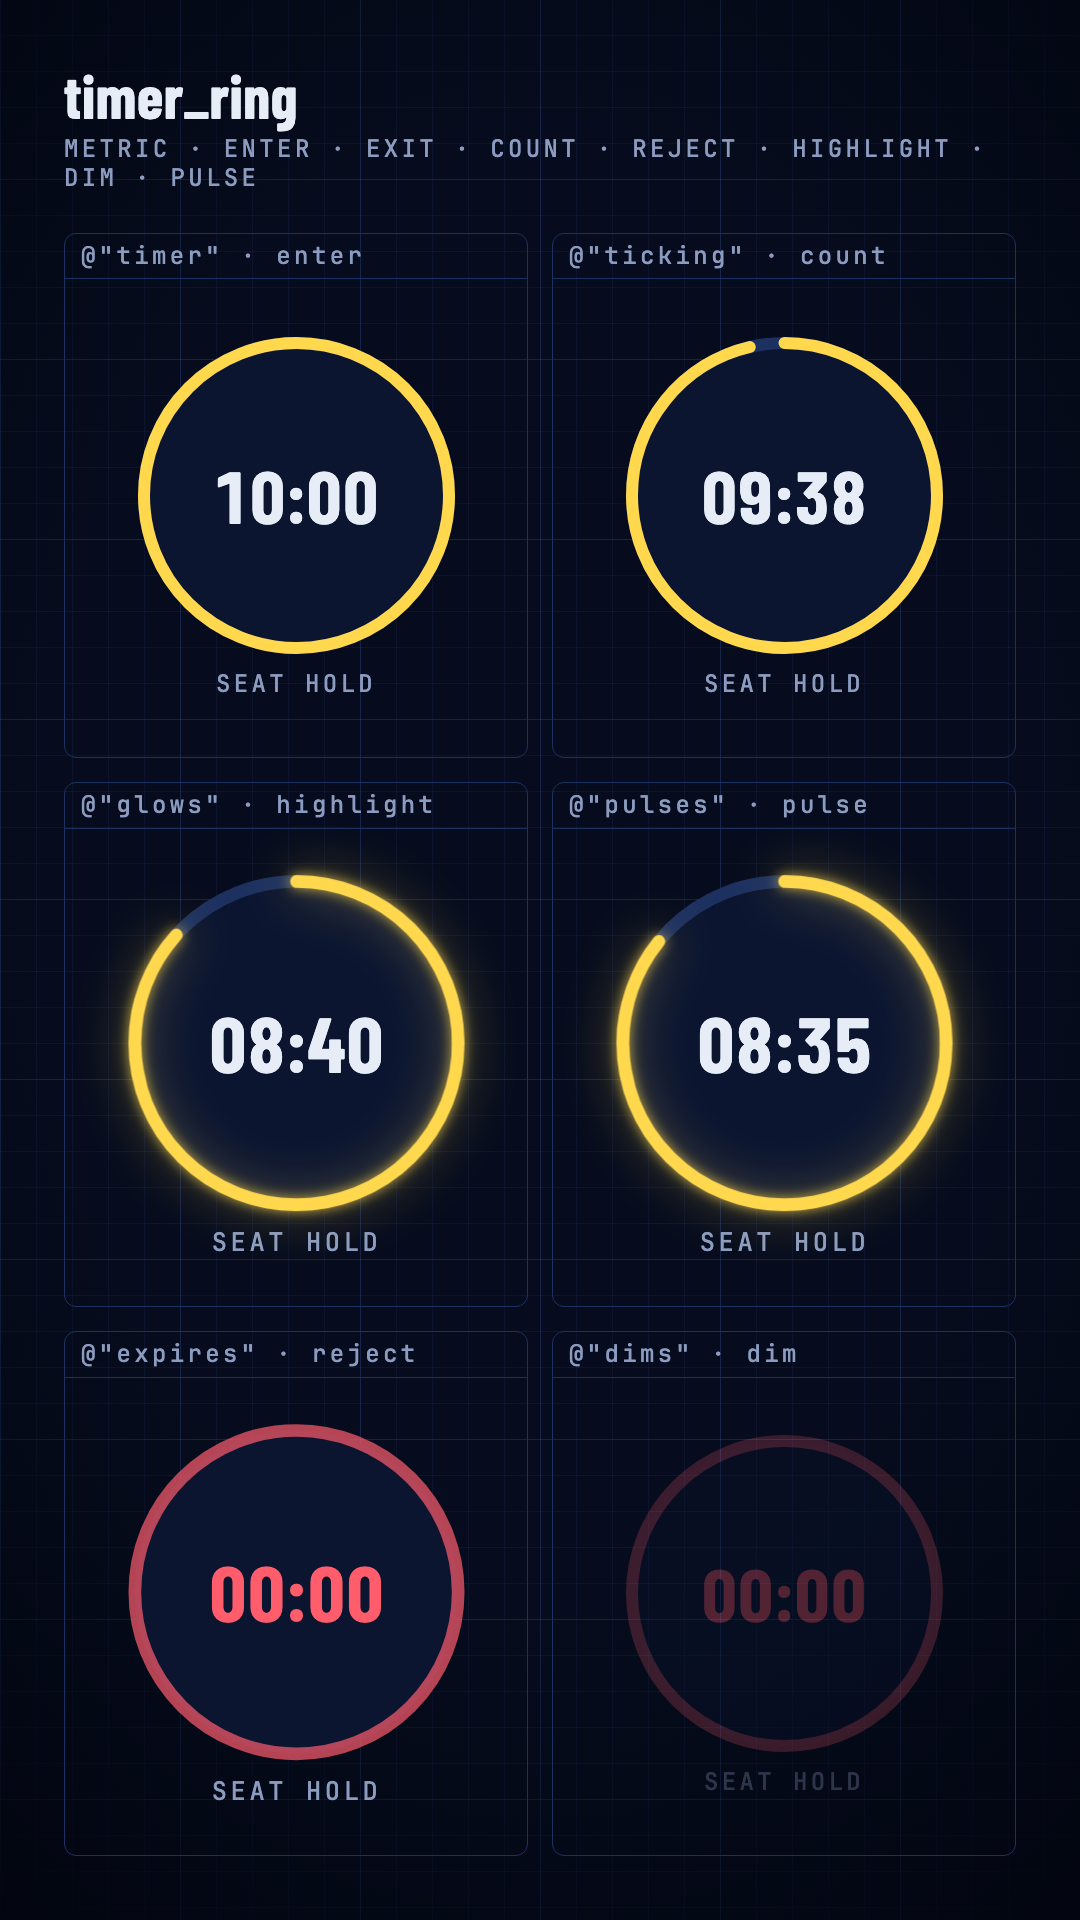 timer_ring
METRIC · ENTER · EXIT · COUNT · REJECT · HIGHLIGHT ·
DIM · PULSE
@"timer" · enter
10:00
SEAT HOLD
@"ticking" · count
09:38
SEAT HOLD
@"glows" · highlight
08:40
SEAT HOLD
@"pulses" · pulse
08:35
SEAT HOLD
@"expires" · reject
00:00
SEAT HOLD
@"dims" · dim
00:00
SEAT HOLD